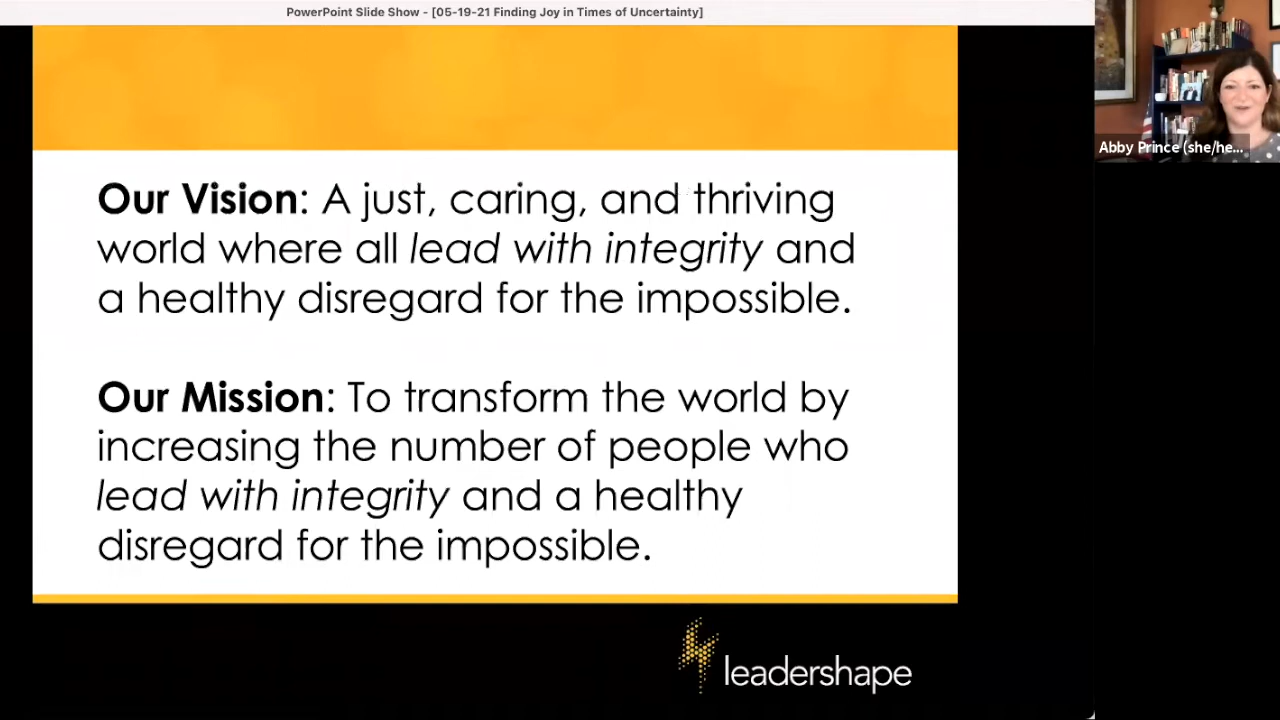 PowerPoint Slide Show - [05-19-21 Finding Joy in Times of Uncertainty]
Our Vision: A just, caring, and thriving
world where all lead with integrity and
a healthy disregard for the impossible.
Our Mission: To transform the world by
increasing the number of people who
lead with integrity and a healthy
disregard for the impossible.
leadershape
Abby Prince (she/he...